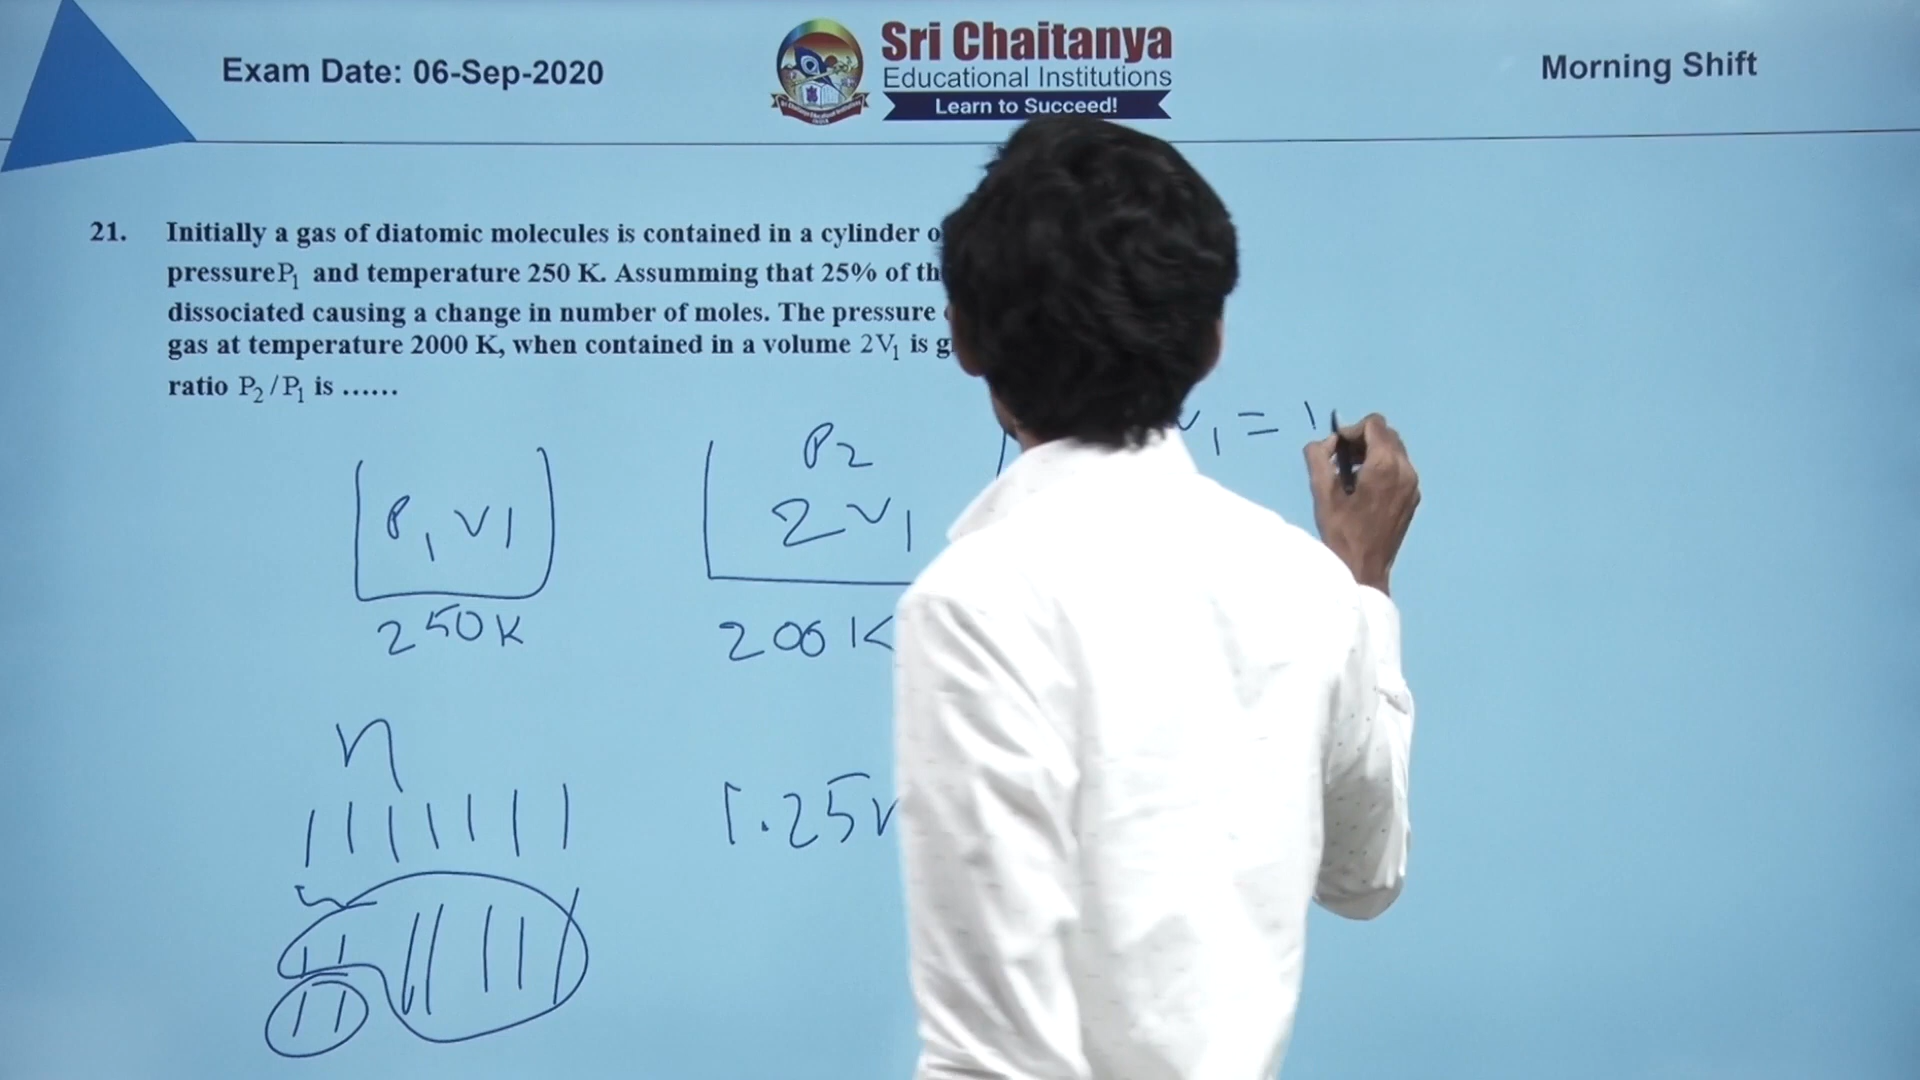 Exam Date: 06-Sep-2020
Sri Chaitanya
Educational Institutions
Learn to Succeed!
Morning Shift
21. Initially a gas of diatomic molecules is contained in a cylinder
pressureP₁ and temperature 250 K. Assumming that 25% of
dissociated causing a change in number of moles. The pressure
gas at temperature 2000 K, when contained in a volume 2V₁ is
ratio P₂/P₁ is ......
P₁ V₁
250K
P₂
2V₁
200K
V₁ =
n
1.25